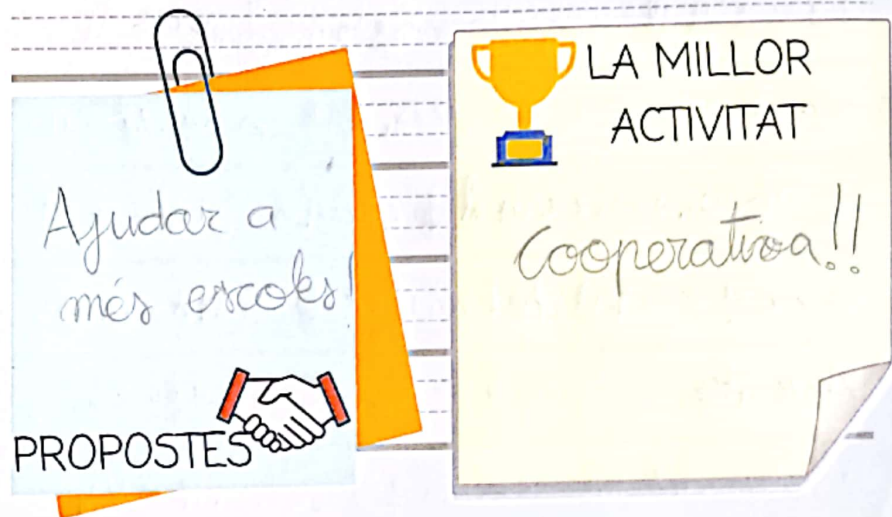 Ajudar a
més escoles!
PROPOSTES
LA MILLOR
ACTIVITAT
Cooperativa!!